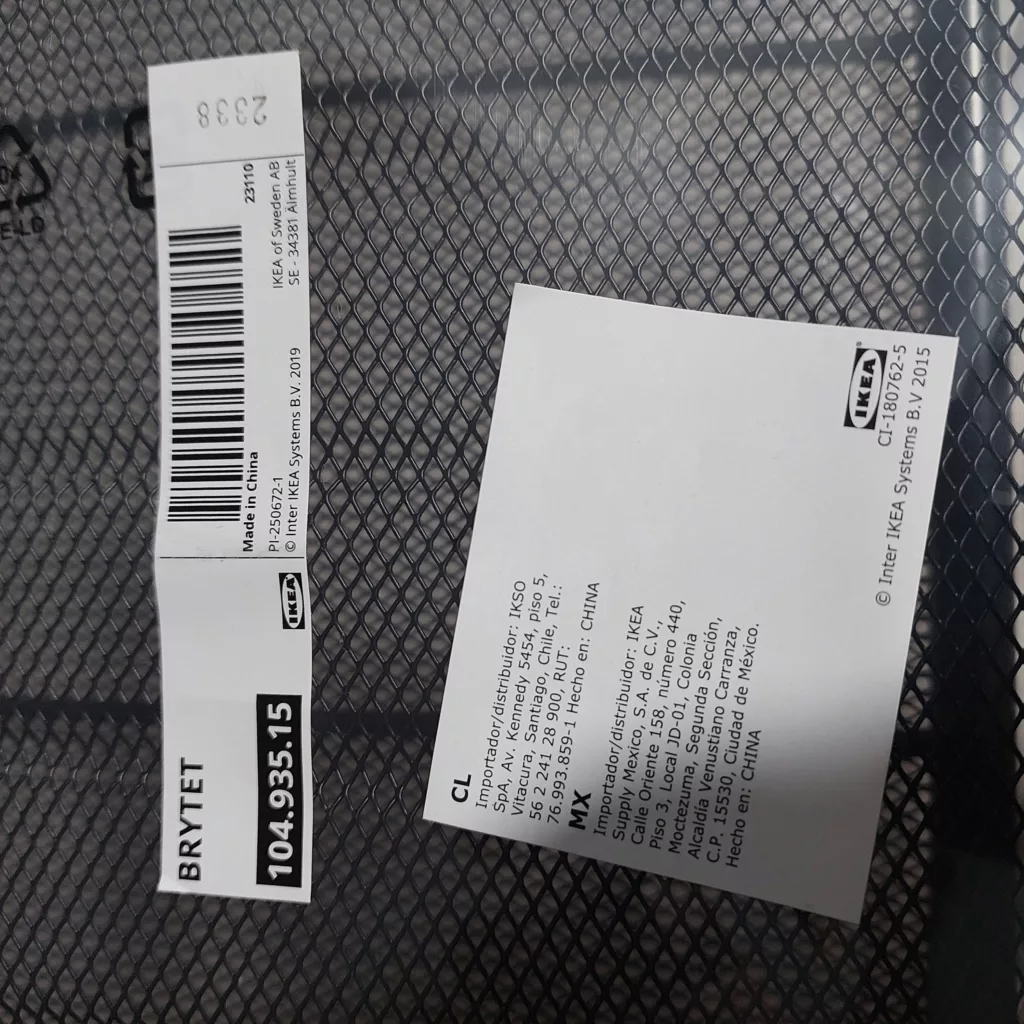 BRYTET
104.935.15
IKEA
Made in China
PI-250672-1
© Inter IKEA Systems B.V. 2019
23110
IKEA of Sweden AB
SE - 34381 Älmhult
2338
CL
Importador/distribuidor: IKSO
SpA, Av. Kennedy 5454, piso 5,
Vitacura, Santiago, Chile, Tel.:
56 2 241 28 900, RUT:
76.993.859-1 Hecho en: CHINA
MX
Importador/distribuidor: IKEA
Supply Mexico, S.A. de C.V.,
Calle Oriente 158, número 440,
Piso 3, Local JD-01, Colonia
Moctezuma, Segunda Sección,
Alcaldía Venustiano Carranza,
C.P. 15530, Ciudad de México.
Hecho en: CHINA
IKEA®
CI-180762-5
© Inter IKEA Systems B.V 2015